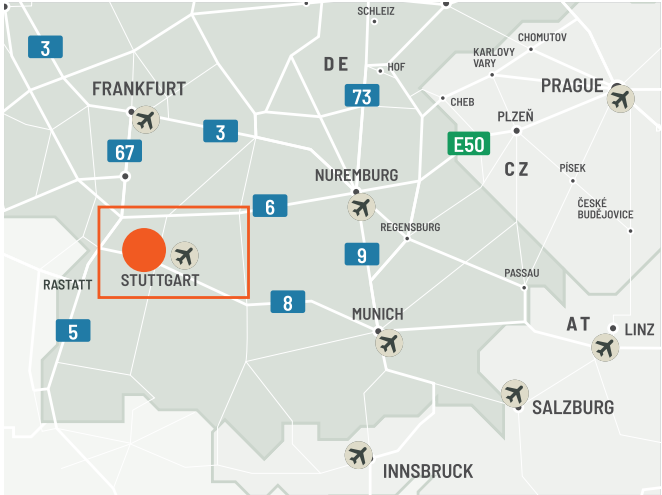 SCHLEIZ
3
CHOMUTOV
KARLOVY
VARY
DE
HOF
FRANKFURT
PRAGUE
73
CHEB
PLZEŇ
3
E50
67
CZ
NUREMBURG
PÍSEK
6
ČESKÉ
BUDĚJOVICE
REGENSBURG
9
STUTTGART
PASSAU
RASTATT
8
MUNICH
AT
LINZ
5
SALZBURG
INNSBRUCK